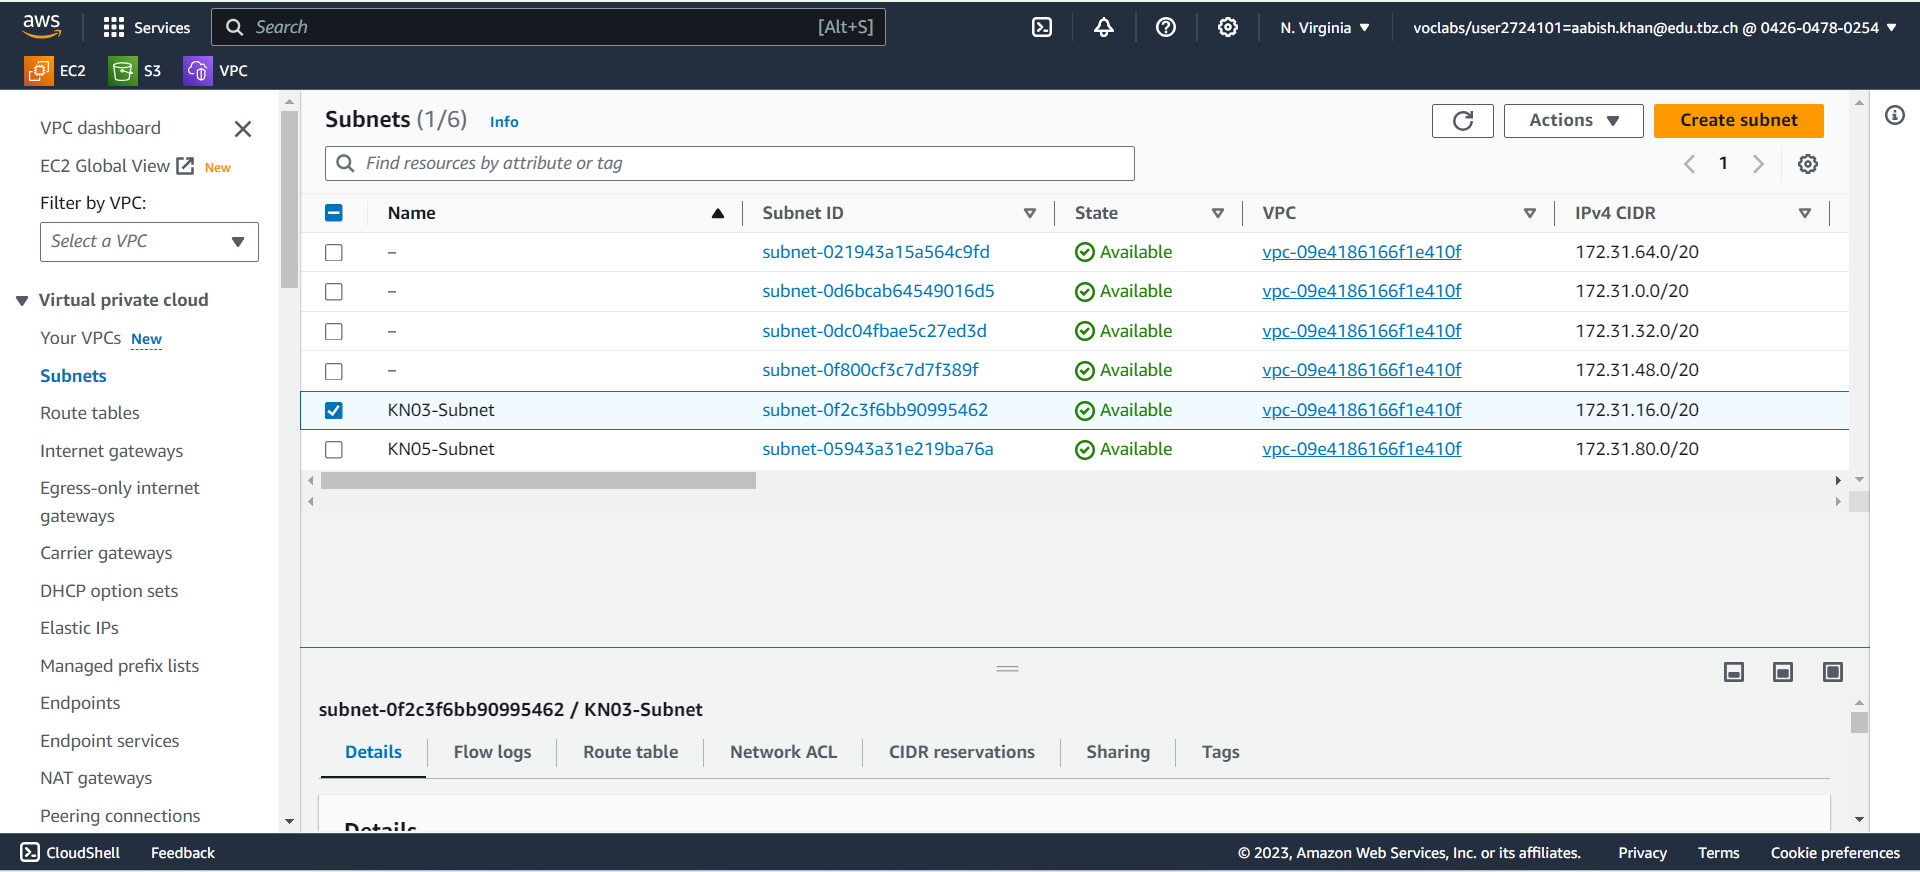 aws
Services
Search
[Alt+S]
N. Virginia
voclabs/user2724101=aabish.khan@edu.tbz.ch @ 0426-0478-0254
EC2
S3
VPC
VPC dashboard
EC2 Global View New
Filter by VPC:
Select a VPC
Virtual private cloud
Your VPCs New
Subnets
Route tables
Internet gateways
Egress-only internet
gateways
Carrier gateways
DHCP option sets
Elastic IPs
Managed prefix lists
Endpoints
Endpoint services
NAT gateways
Peering connections
Subnets (1/6) Info
Actions
Create subnet
Find resources by attribute or tag
1
Name Subnet ID State VPC IPv4 CIDR
– subnet-021943a15a564c9fd Available vpc-09e4186166f1e410f 172.31.64.0/20
– subnet-0d6bcab64549016d5 Available vpc-09e4186166f1e410f 172.31.0.0/20
– subnet-0dc04fbae5c27ed3d Available vpc-09e4186166f1e410f 172.31.32.0/20
– subnet-0f800cf3c7d7f389f Available vpc-09e4186166f1e410f 172.31.48.0/20
KN03-Subnet subnet-0f2c3f6bb90995462 Available vpc-09e4186166f1e410f 172.31.16.0/20
KN05-Subnet subnet-05943a31e219ba76a Available vpc-09e4186166f1e410f 172.31.80.0/20
subnet-0f2c3f6bb90995462 / KN03-Subnet
Details Flow logs Route table Network ACL CIDR reservations Sharing Tags
Details
CloudShell Feedback © 2023, Amazon Web Services, Inc. or its affiliates. Privacy Terms Cookie preferences